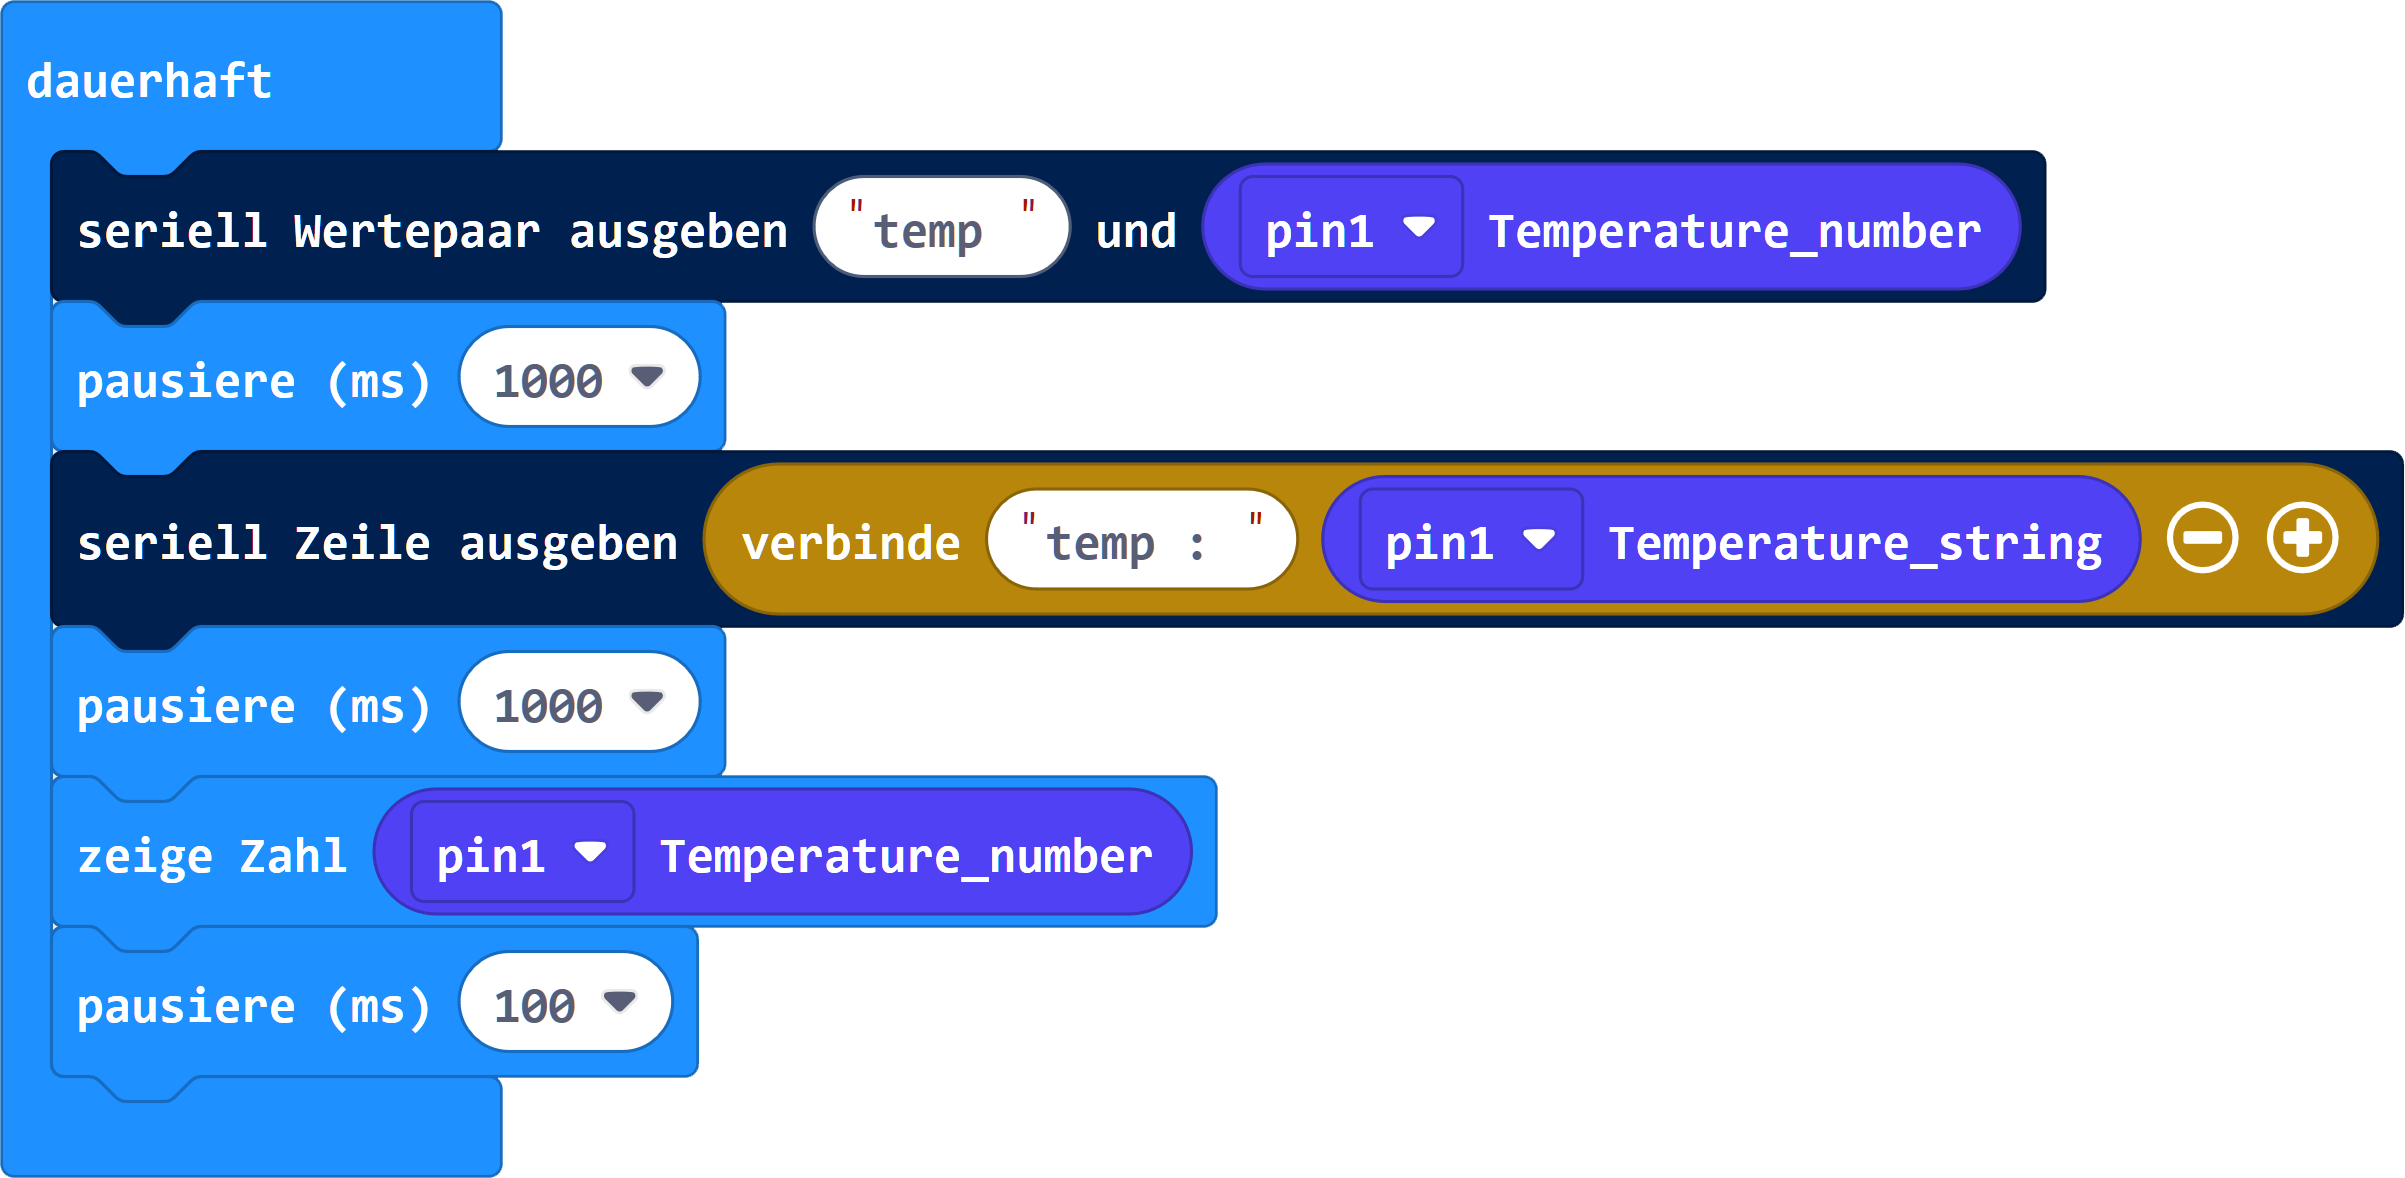 dauerhaft
seriell Wertepaar ausgeben "temp " und pin1 Temperature_number
pausiere (ms) 1000
seriell Zeile ausgeben verbinde "temp : " pin1 Temperature_string
pausiere (ms) 1000
zeige Zahl pin1 Temperature_number
pausiere (ms) 100